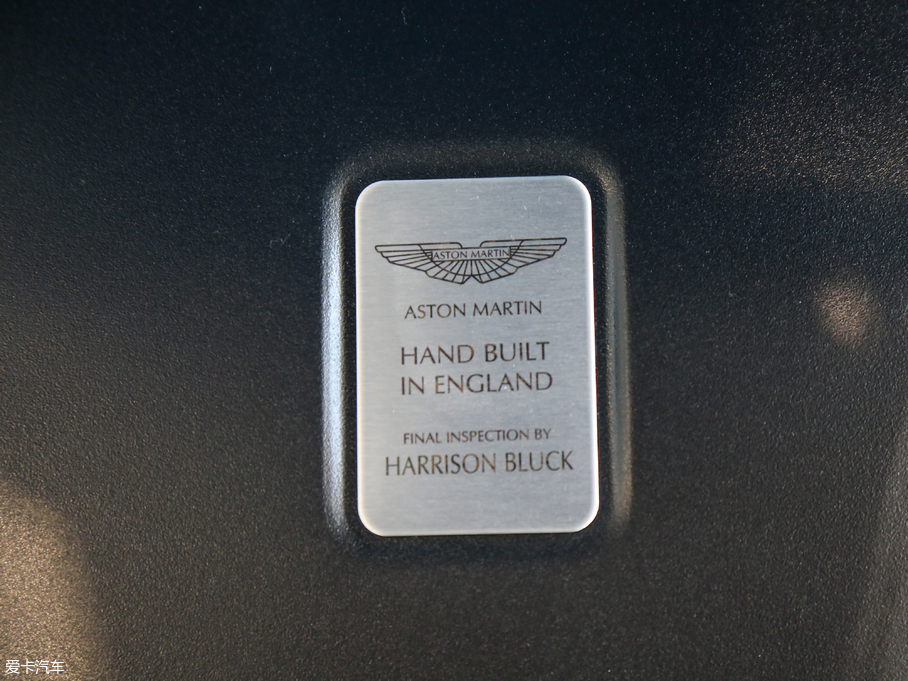 ASTON MARTIN
ASTON MARTIN
HAND BUILT
IN ENGLAND
FINAL INSPECTION BY
HARRISON BLUCK
爱卡汽车